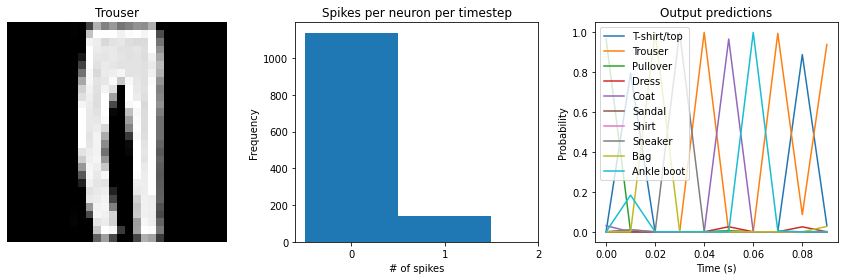 Trouser
Spikes per neuron per timestep
Output predictions
Frequency
1000
800
600
400
200
0
0
1
2
# of spikes
Probability
1.0
0.8
0.6
0.4
0.2
0.0
T-shirt/top
Trouser
Pullover
Dress
Coat
Sandal
Shirt
Sneaker
Bag
Ankle boot
0.00
0.02
0.04
0.06
0.08
Time (s)